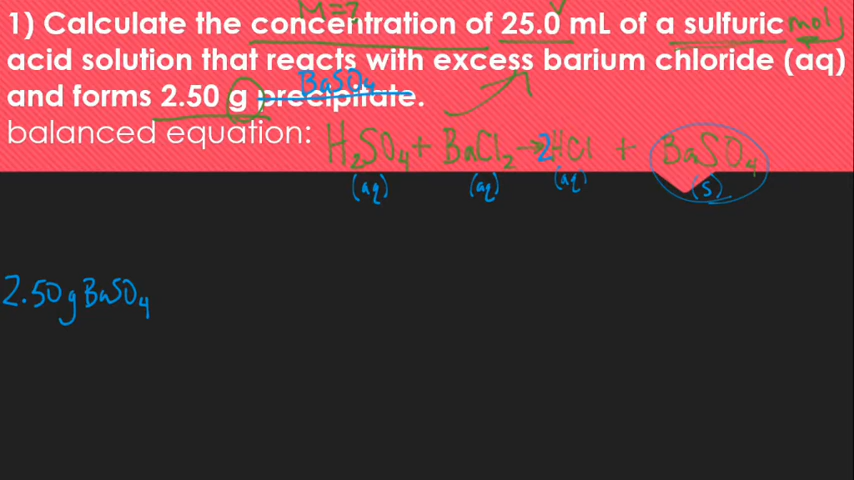 M=? V
1) Calculate the concentration of 25.0 mL of a sulfuric mol
acid solution that reacts with excess barium chloride (aq)
BaSO4
and forms 2.50 g precipitate.
balanced equation: H2SO4 + BaCl2 → 2HCl + BaSO4
(aq) (aq) (aq) (s)
2.50 g BaSO4